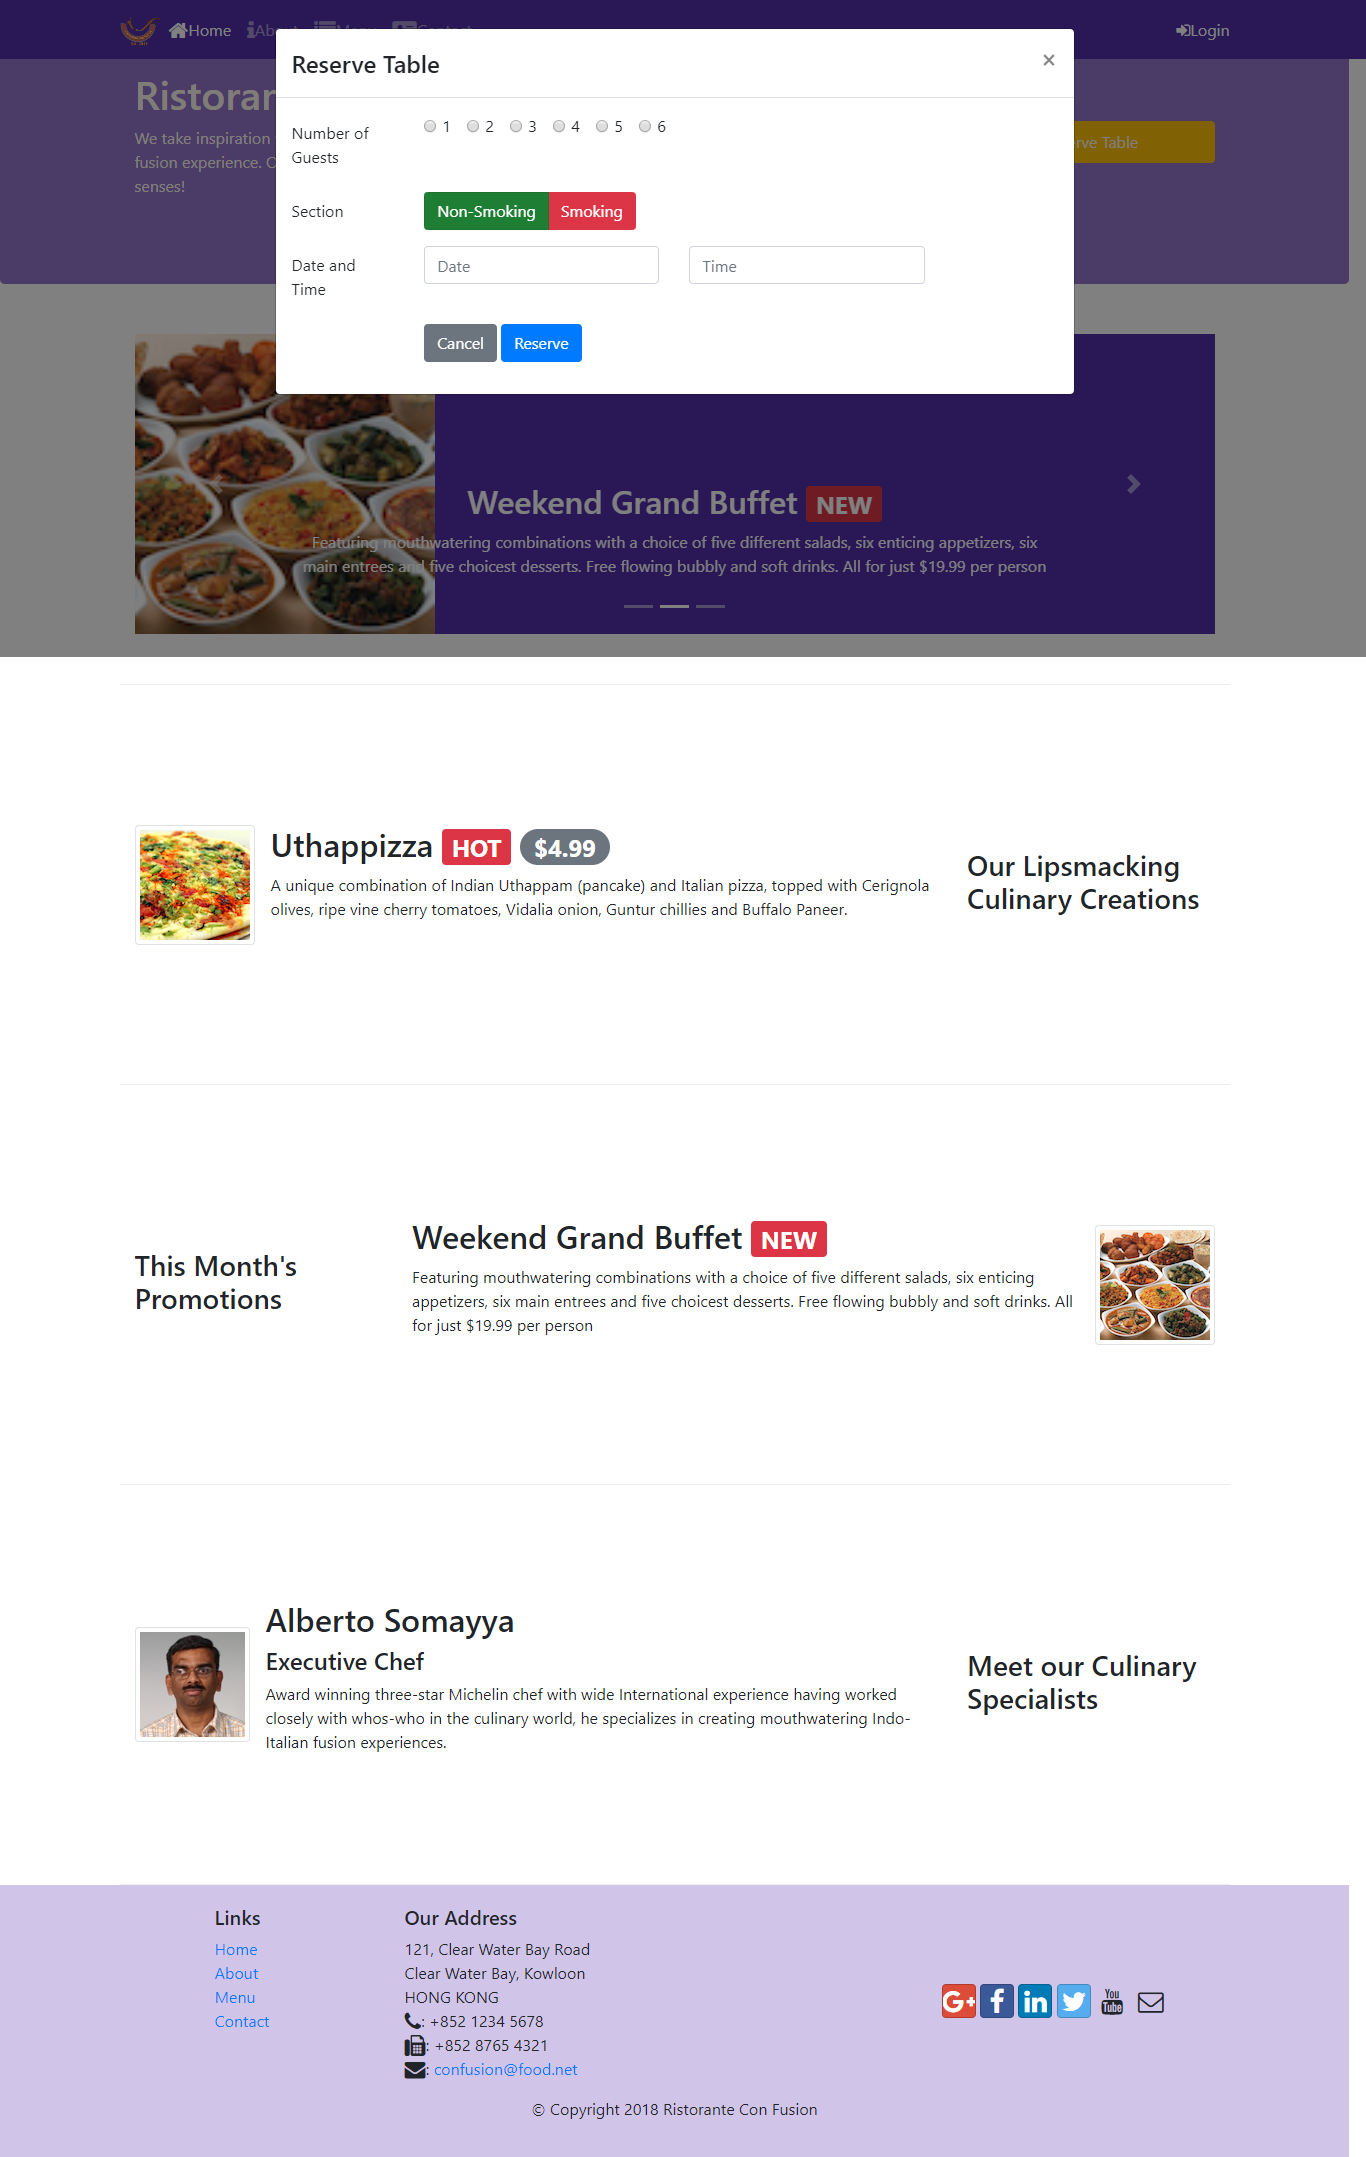 Home
Login
Reserve Table
×
Number of
Guests
1 2 3 4 5 6
Section
Non-Smoking
Smoking
Date and
Time
Date
Time
Cancel
Reserve
We take inspiration
fusion experience.
senses!
Table
Weekend Grand Buffet NEW
Featuring mouthwatering combinations with a choice of five different salads, six enticing appetizers, six
main entrees and five choicest desserts. Free flowing bubbly and soft drinks. All for just $19.99 per person
Uthappizza HOT $4.99
A unique combination of Indian Uthappam (pancake) and Italian pizza, topped with Cerignola
olives, ripe vine cherry tomatoes, Vidalia onion, Guntur chillies and Buffalo Paneer.
Our Lipsmacking
Culinary Creations
This Month's
Promotions
Weekend Grand Buffet NEW
Featuring mouthwatering combinations with a choice of five different salads, six enticing
appetizers, six main entrees and five choicest desserts. Free flowing bubbly and soft drinks. All
for just $19.99 per person
Alberto Somayya
Executive Chef
Award winning three-star Michelin chef with wide International experience having worked
closely with whos-who in the culinary world, he specializes in creating mouthwatering Indo-
Italian fusion experiences.
Meet our Culinary
Specialists
Links
Home
About
Menu
Contact
Our Address
121, Clear Water Bay Road
Clear Water Bay, Kowloon
HONG KONG
: +852 1234 5678
: +852 8765 4321
: confusion@food.net
You
Tube
© Copyright 2018 Ristorante Con Fusion